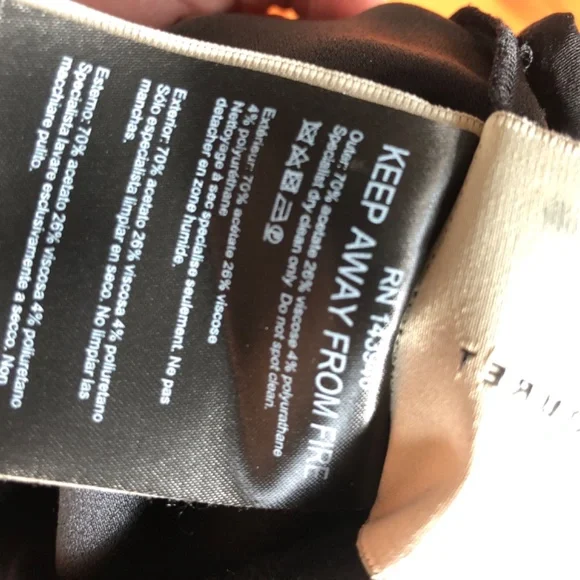 RN
KEEP AWAY FROM FIRE
Outer: 70% acetate 26% viscose 4% polyurethane
Specialist dry clean only. Do not spot clean.
Extérieur: 70% acétate 26% viscose
4% polyuréthane
Nettoyage à sec spécialise seulement. Ne pas
détacher en zone humide.
Exterior: 70% acetato 26% viscosa 4% poliuretano
Sólo especialista limpiar en seco. No limpiar las
manchas.
Esterno: 70% acetato 26% viscosa 4% poliuretano
Specialista lavare esclusivamente a secco. Non
macchiare pulito.